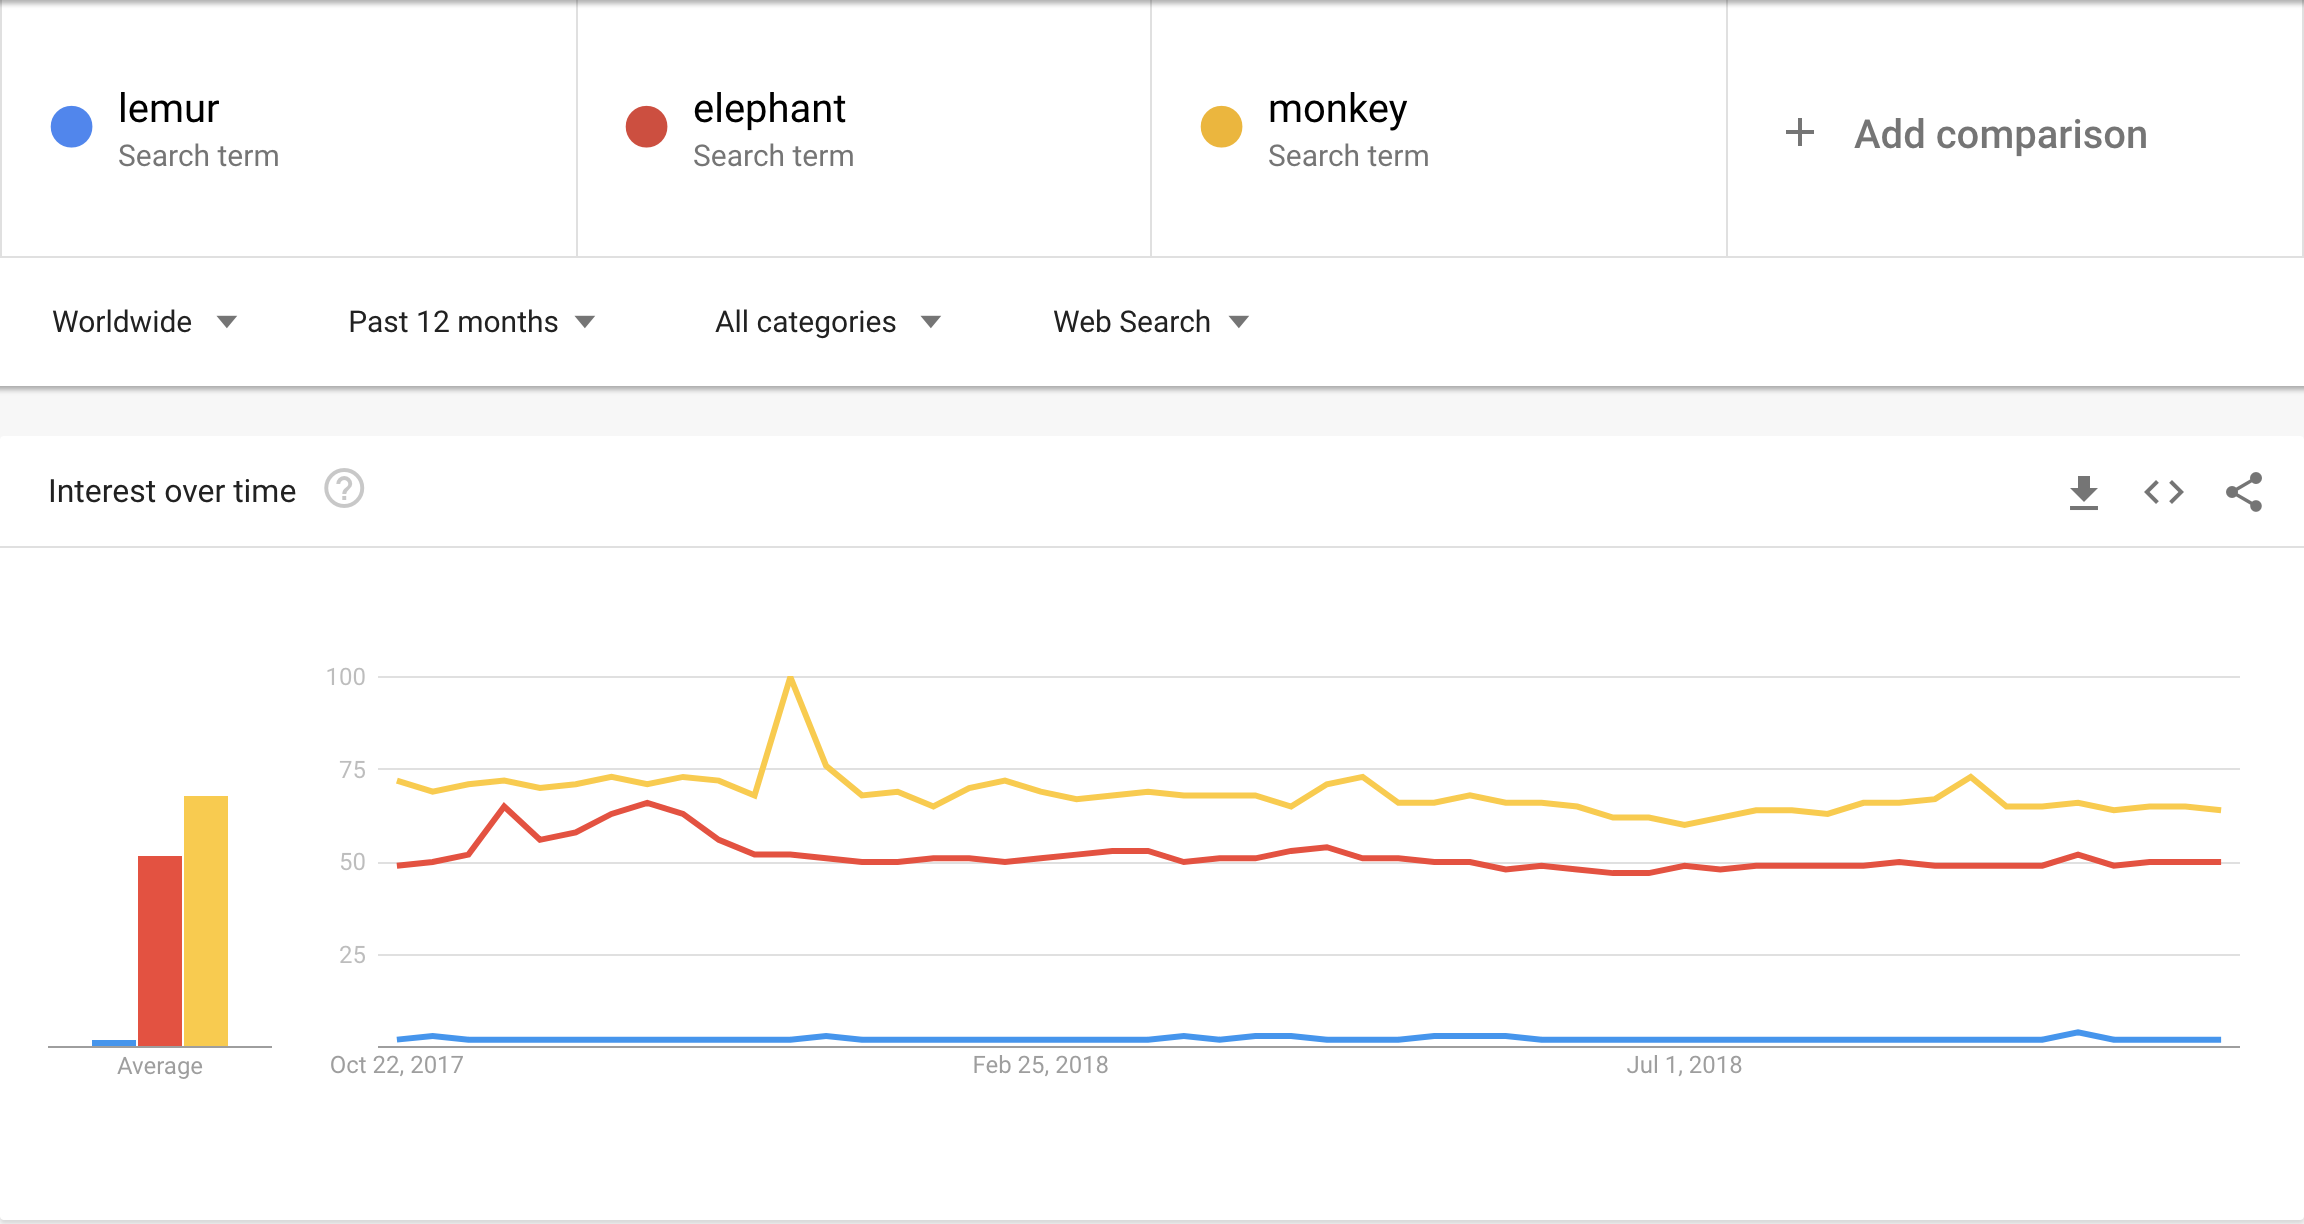 lemur
Search term
elephant
Search term
monkey
Search term
+ Add comparison
Worldwide
Past 12 months
All categories
Web Search
Interest over time ?
100
75
50
25
Average
Oct 22, 2017
Feb 25, 2018
Jul 1, 2018